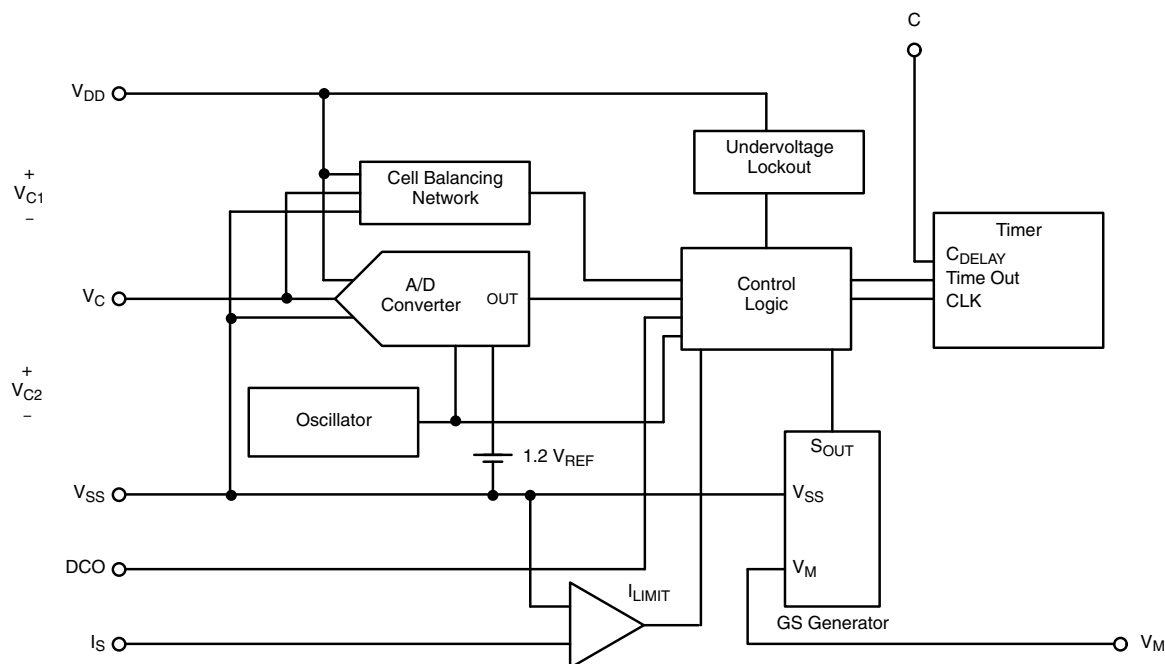 C
VDD
Undervoltage
Lockout
+
VC1
–
Cell Balancing
Network
Timer
CDELAY
Time Out
CLK
A/D
Converter
OUT
Control
Logic
VC
+
VC2
–
Oscillator
1.2 VREF
SOUT
VSS
VSS
DCO
VM
ILIMIT
GS Generator
IS
VM